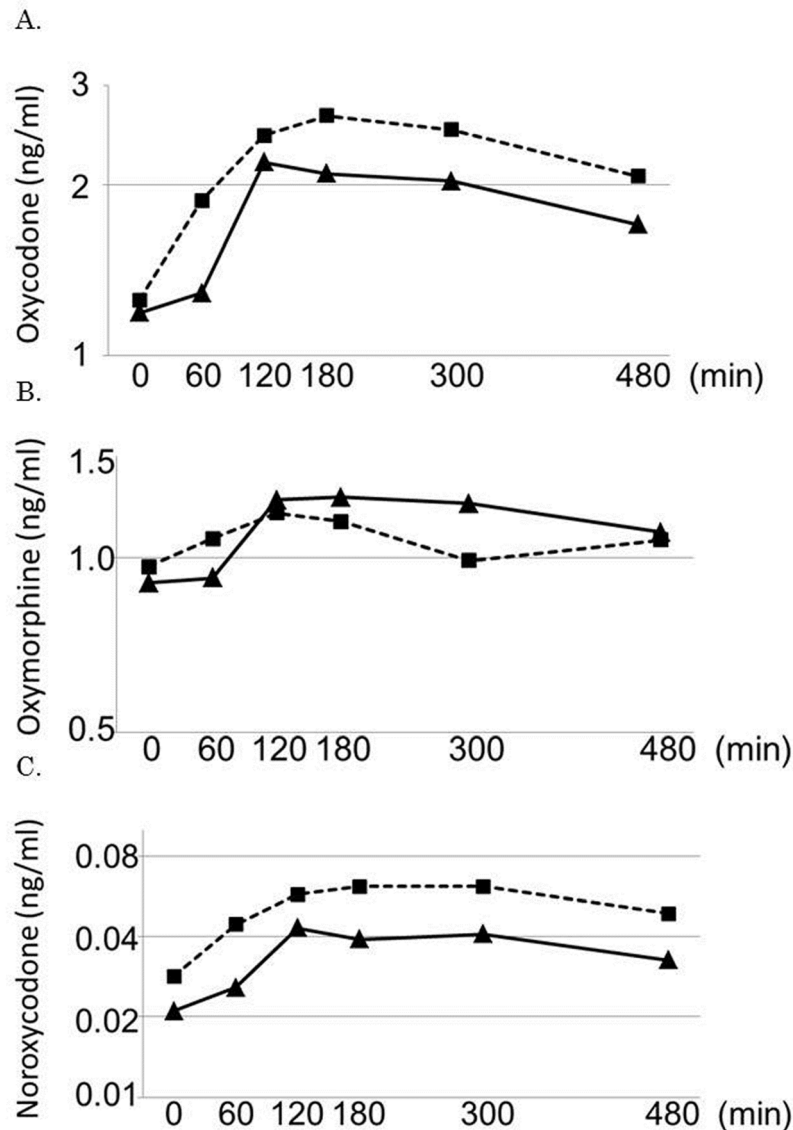 A.
Oxycodone (ng/ml)
3
2
1
0 60 120 180 300 480 (min)
B.
Oxymorphine (ng/ml)
1.5
1.0
0.5
0 60 120 180 300 480 (min)
C.
Noroxycodone (ng/ml)
0.08
0.04
0.02
0.01
0 60 120 180 300 480 (min)